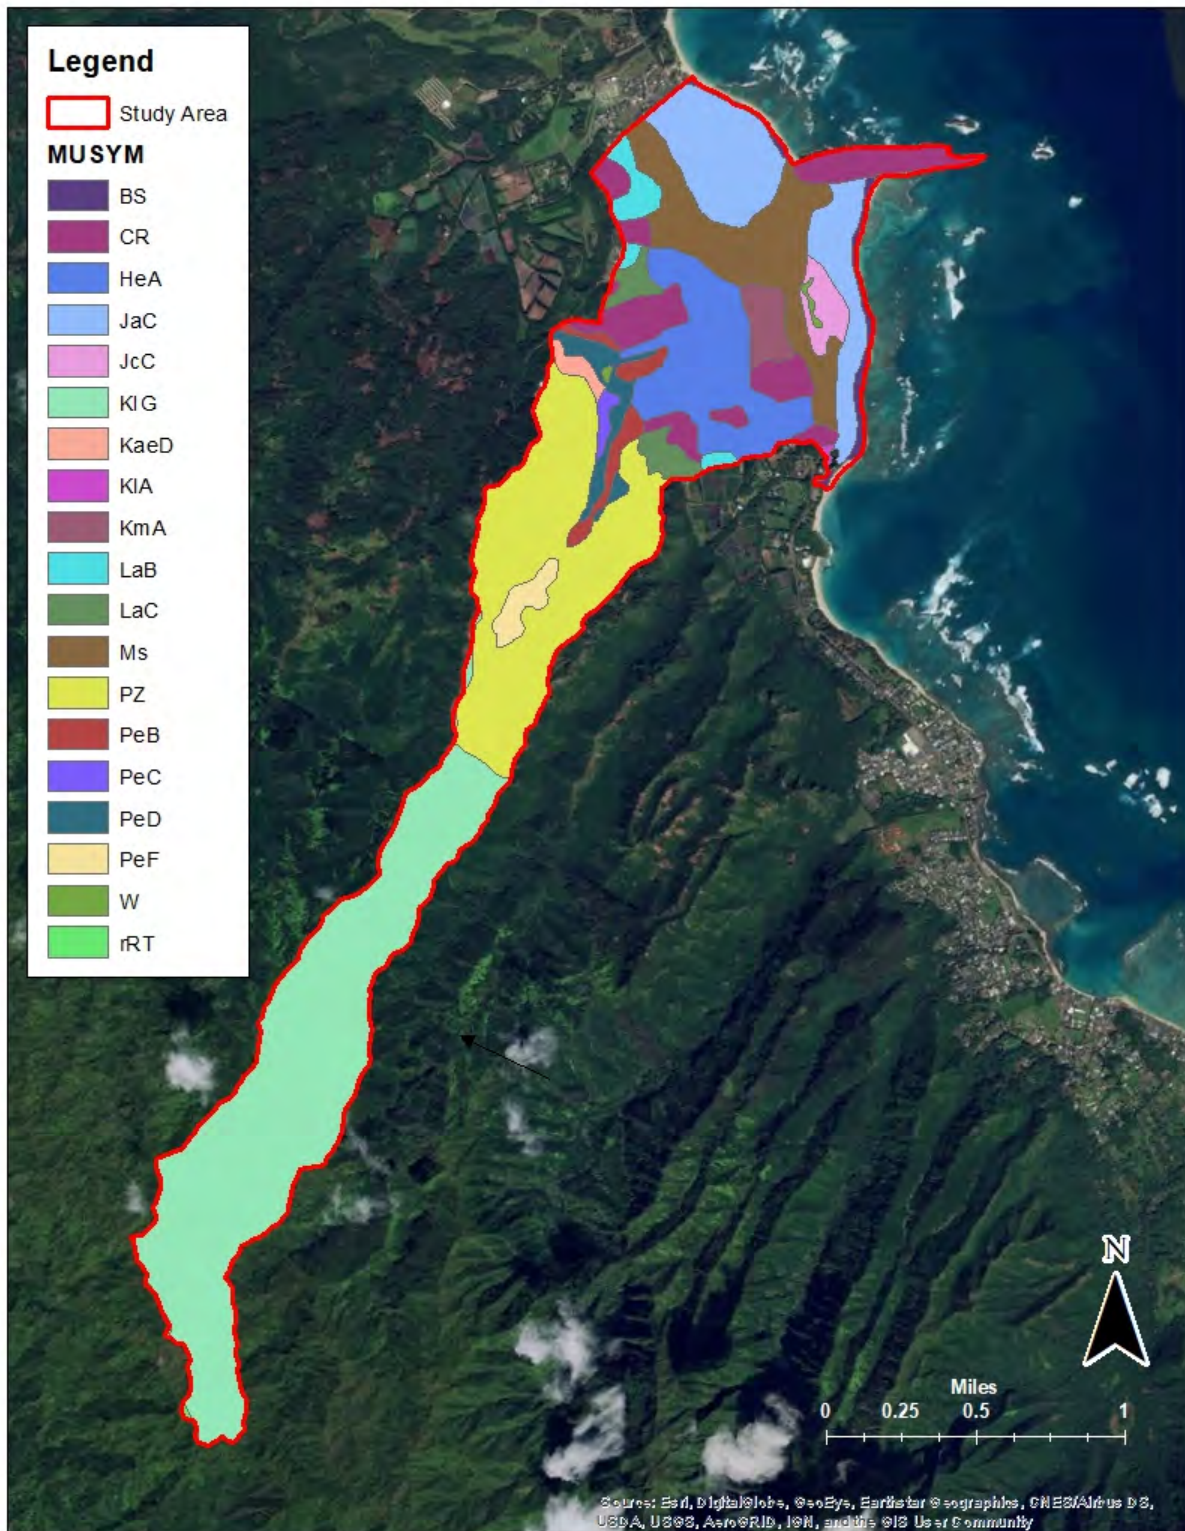 Legend
Study Area
MUSYM
BS
CR
HeA
JaC
JcC
KlG
KaeD
KlA
KmA
LaB
LaC
Ms
PZ
PeB
PeC
PeD
PeF
W
rRT
N
Miles
0 0.25 0.5 1
Source: Esri, DigitalGlobe, GeoEye, Earthstar Geographics, CNES/Airbus DS,
USDA, USGS, AeroGRID, IGN, and the GIS User Community